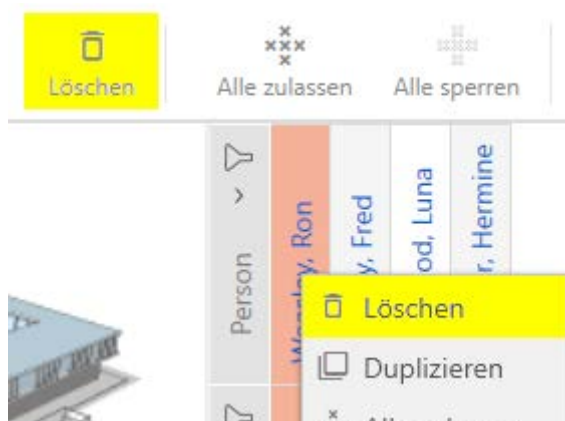 Löschen
Alle zulassen
Alle sperren
Person
Ron
Fred
Luna
Hermine
Löschen
Duplizieren